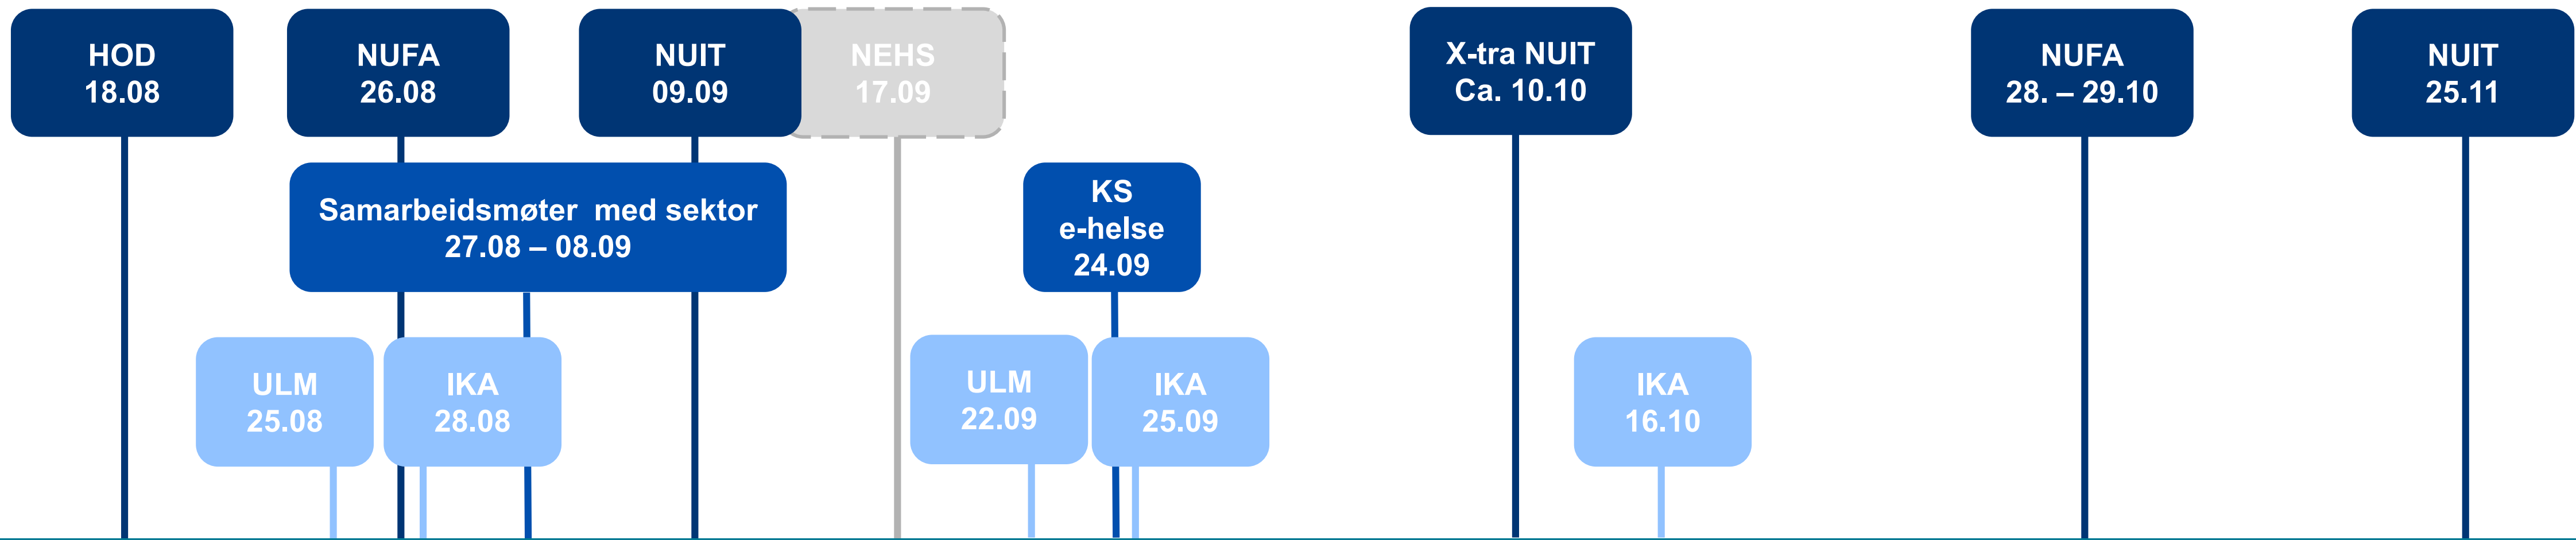 HOD
18.08
NUFA
26.08
NUIT
09.09
NEHS
17.09
X-tra NUIT
Ca. 10.10
NUFA
28. – 29.10
NUIT
25.11
Samarbeidsmøter  med sektor
27.08 – 08.09
KS
e-helse
24.09
ULM
25.08
IKA
28.08
ULM
22.09
IKA
25.09
IKA
16.10